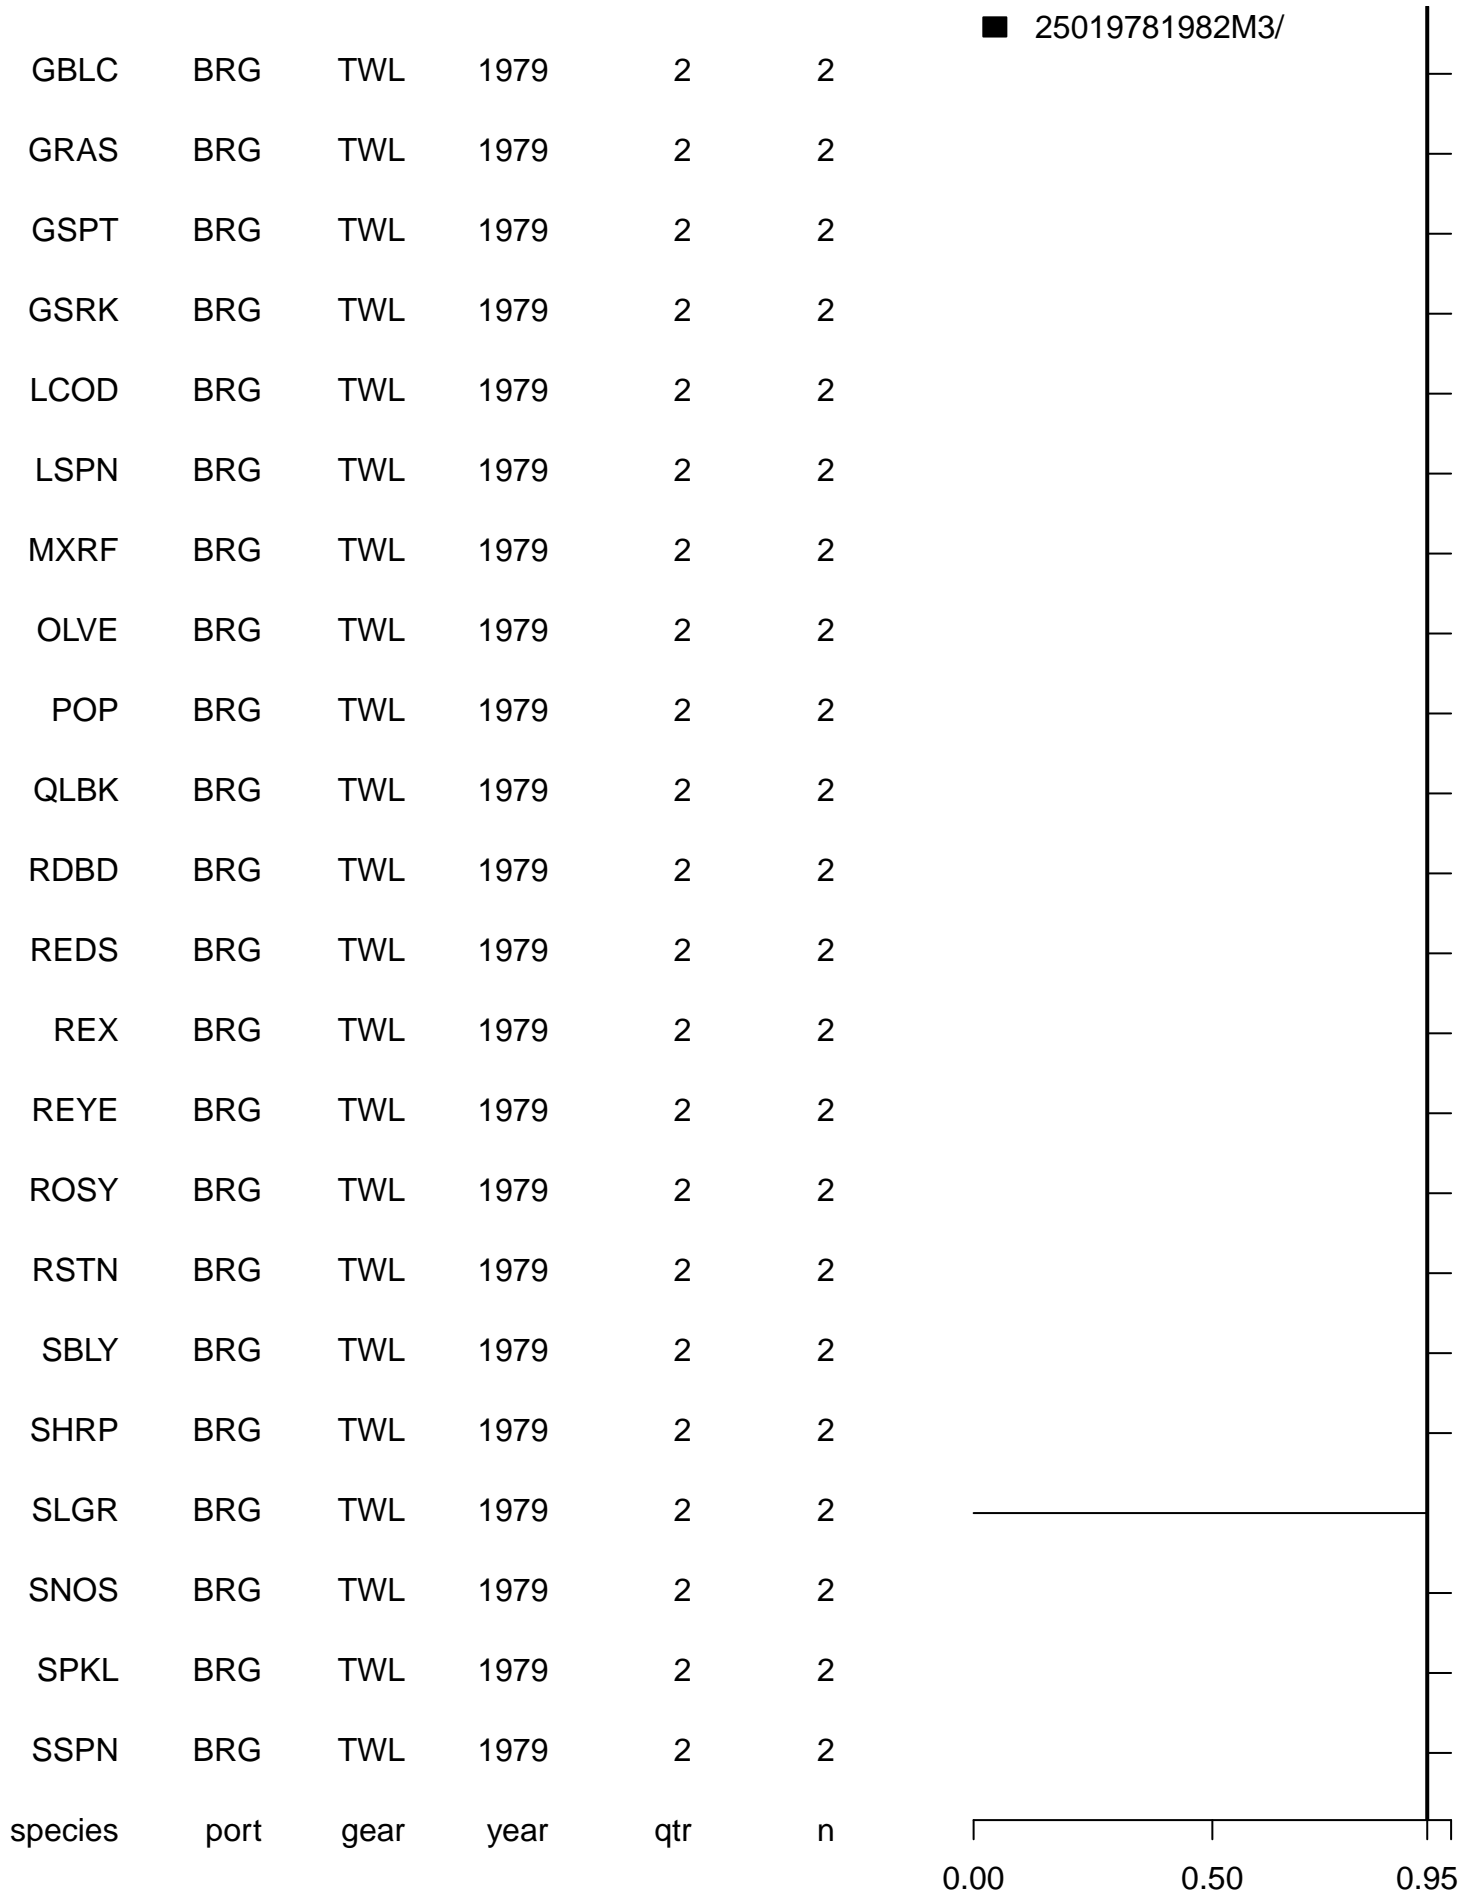 25019781982M3/
GBLC BRG TWL 1979 2 2
GRAS BRG TWL 1979 2 2
GSPT BRG TWL 1979 2 2
GSRK BRG TWL 1979 2 2
LCOD BRG TWL 1979 2 2
LSPN BRG TWL 1979 2 2
MXRF BRG TWL 1979 2 2
OLVE BRG TWL 1979 2 2
POP BRG TWL 1979 2 2
QLBK BRG TWL 1979 2 2
RDBD BRG TWL 1979 2 2
REDS BRG TWL 1979 2 2
REX BRG TWL 1979 2 2
REYE BRG TWL 1979 2 2
ROSY BRG TWL 1979 2 2
RSTN BRG TWL 1979 2 2
SBLY BRG TWL 1979 2 2
SHRP BRG TWL 1979 2 2
SLGR BRG TWL 1979 2 2
SNOS BRG TWL 1979 2 2
SPKL BRG TWL 1979 2 2
SSPN BRG TWL 1979 2 2
species port gear year qtr n
0.00 0.50 0.95